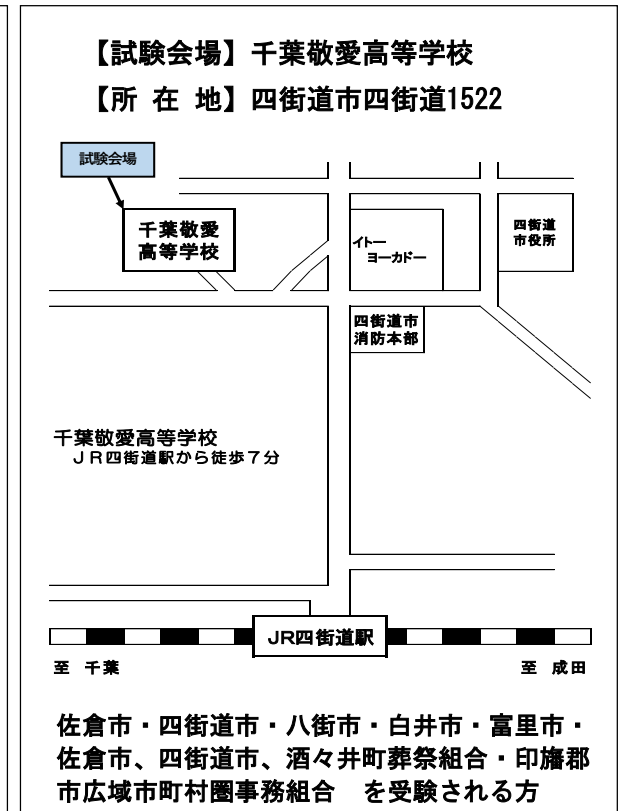 【試験会場】千葉敬愛高等学校
【所 在 地】四街道市四街道1522
試験会場
千葉敬愛
高等学校
イトー
ヨーカドー
四街道
市役所
四街道市
消防本部
千葉敬愛高等学校
JR四街道駅から徒歩7分
JR四街道駅
至 千葉
至 成田
佐倉市・四街道市・八街市・白井市・富里市・
佐倉市、四街道市、酒々井町葬祭組合・印旛郡
市広域市町村圏事務組合 を受験される方